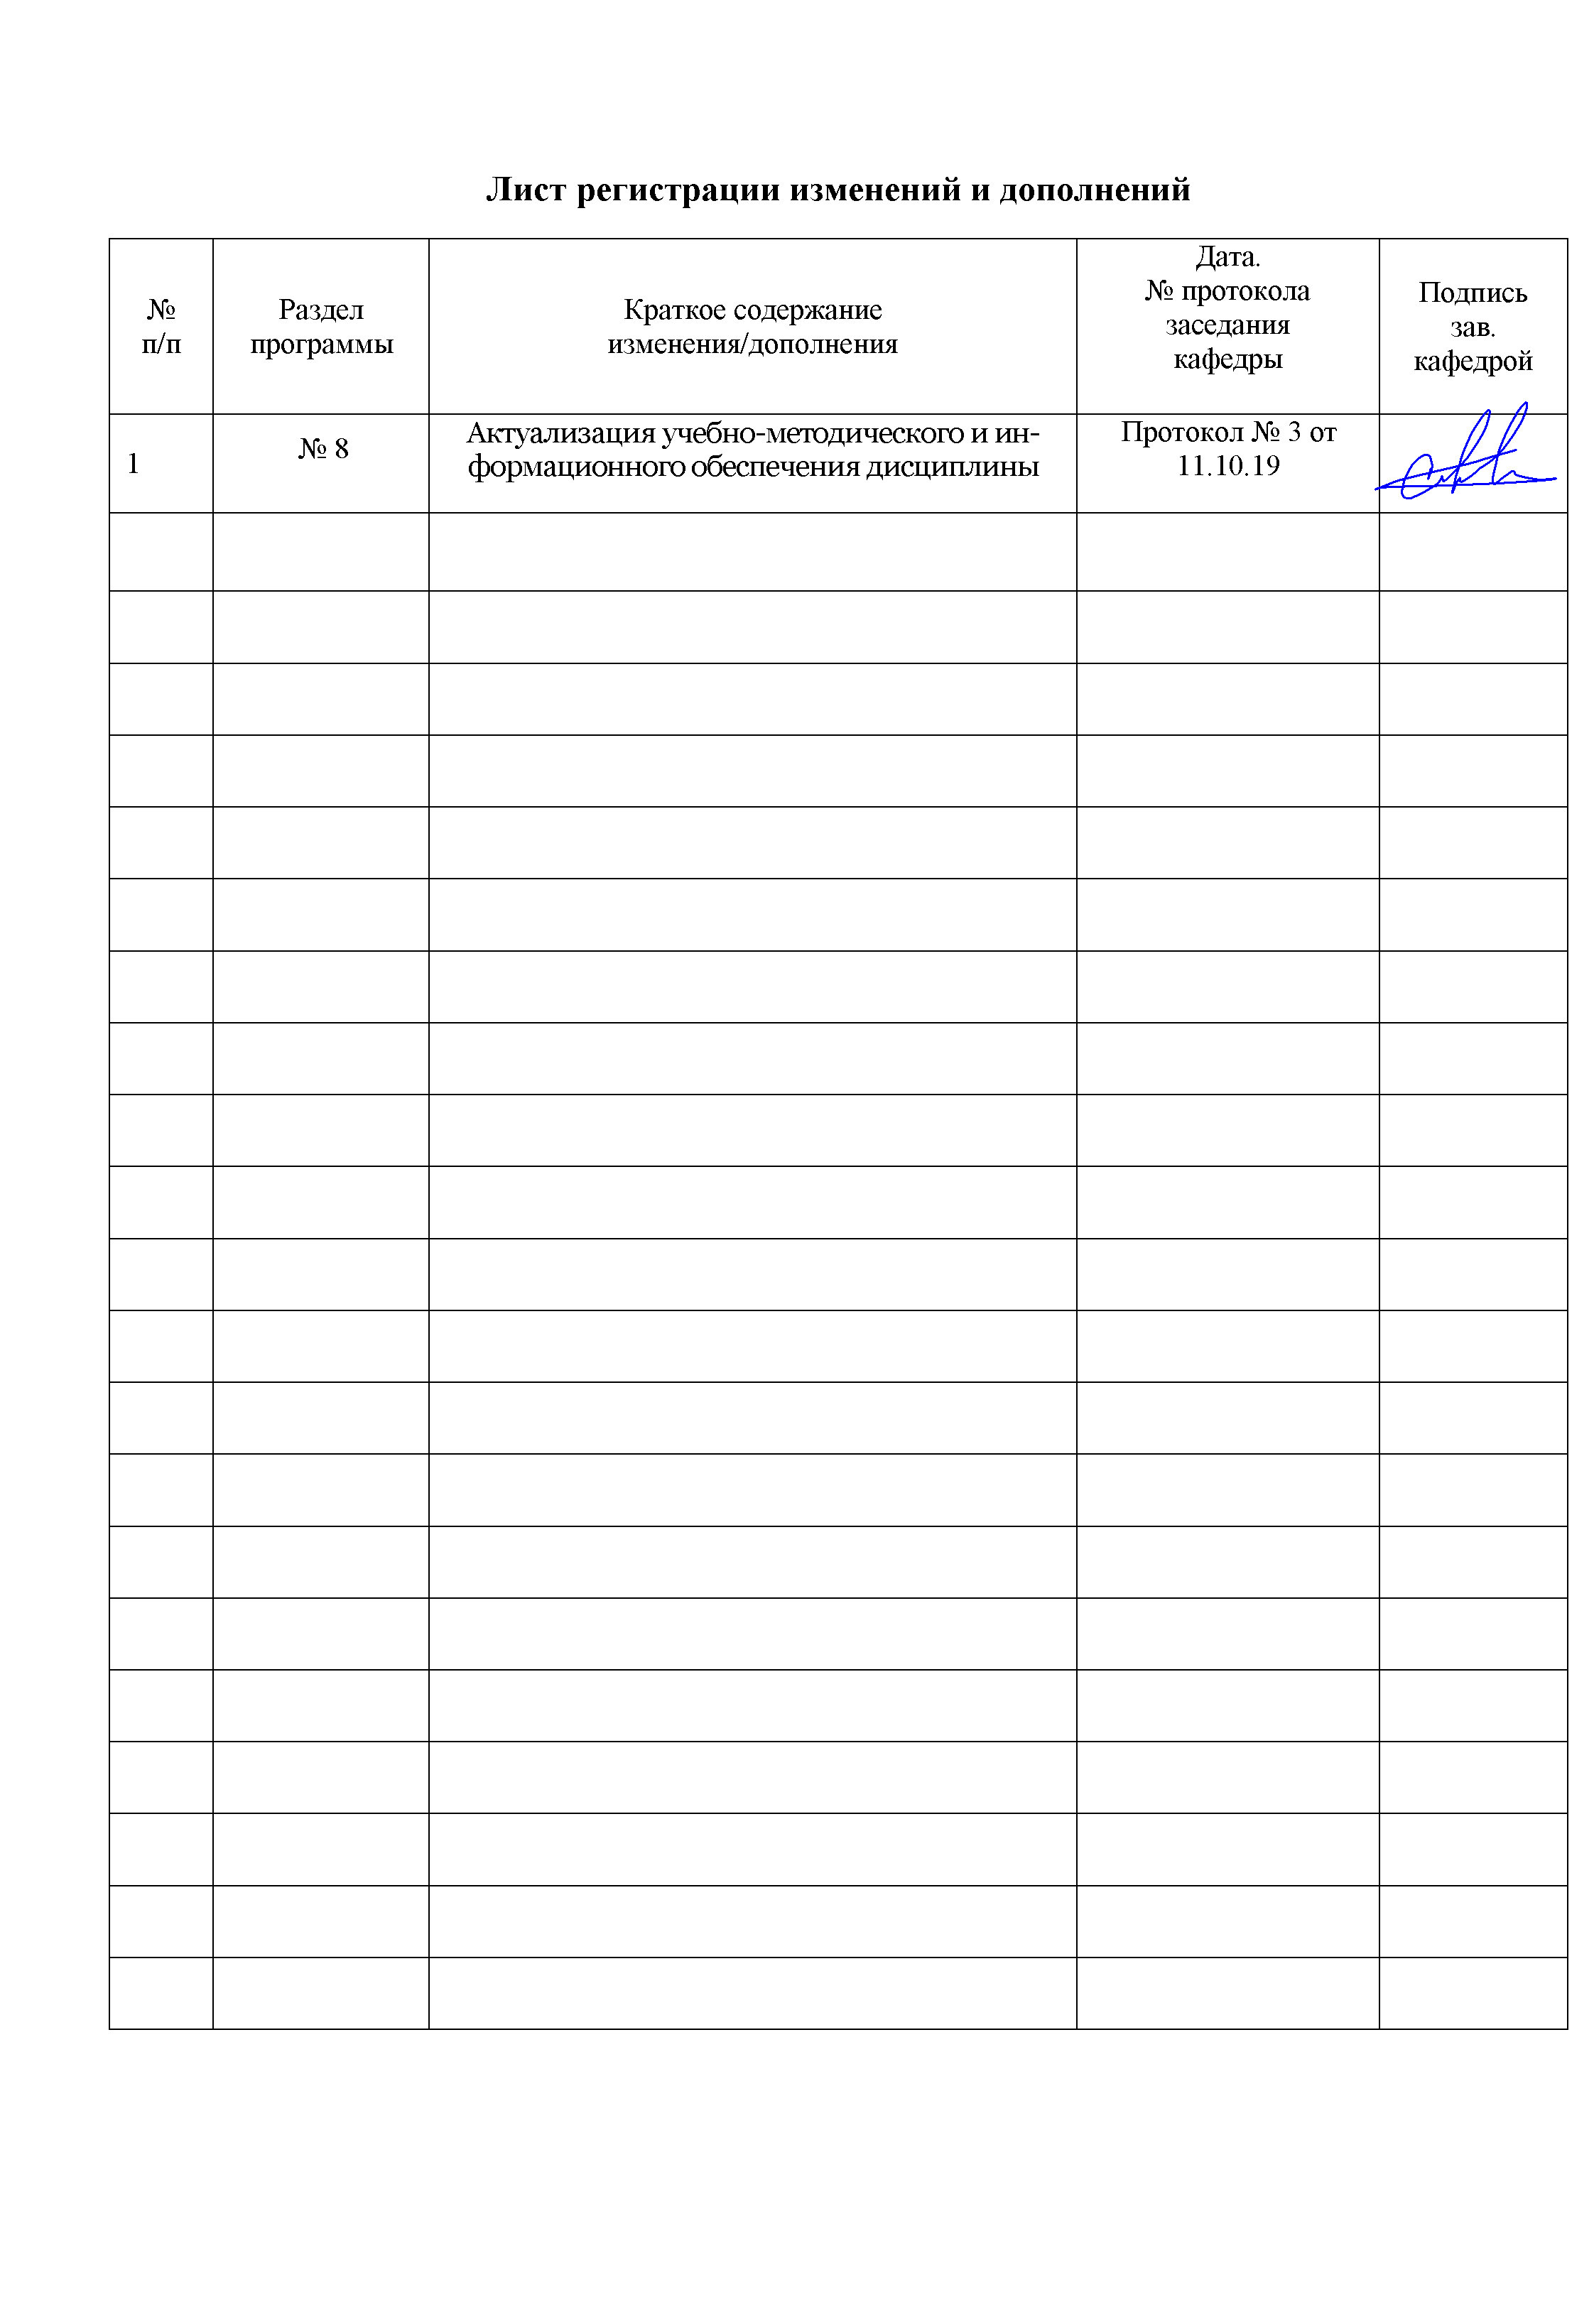 Лист регистрации изменений и дополнений
№
п/п
Раздел
программы
Краткое содержание
изменения/дополнения
Дата.
№ протокола
заседания
кафедры
Подпись
зав.
кафедрой
1
№ 8
Актуализация учебно-методического и ин-
формационного обеспечения дисциплины
Протокол № 3 от
11.10.19